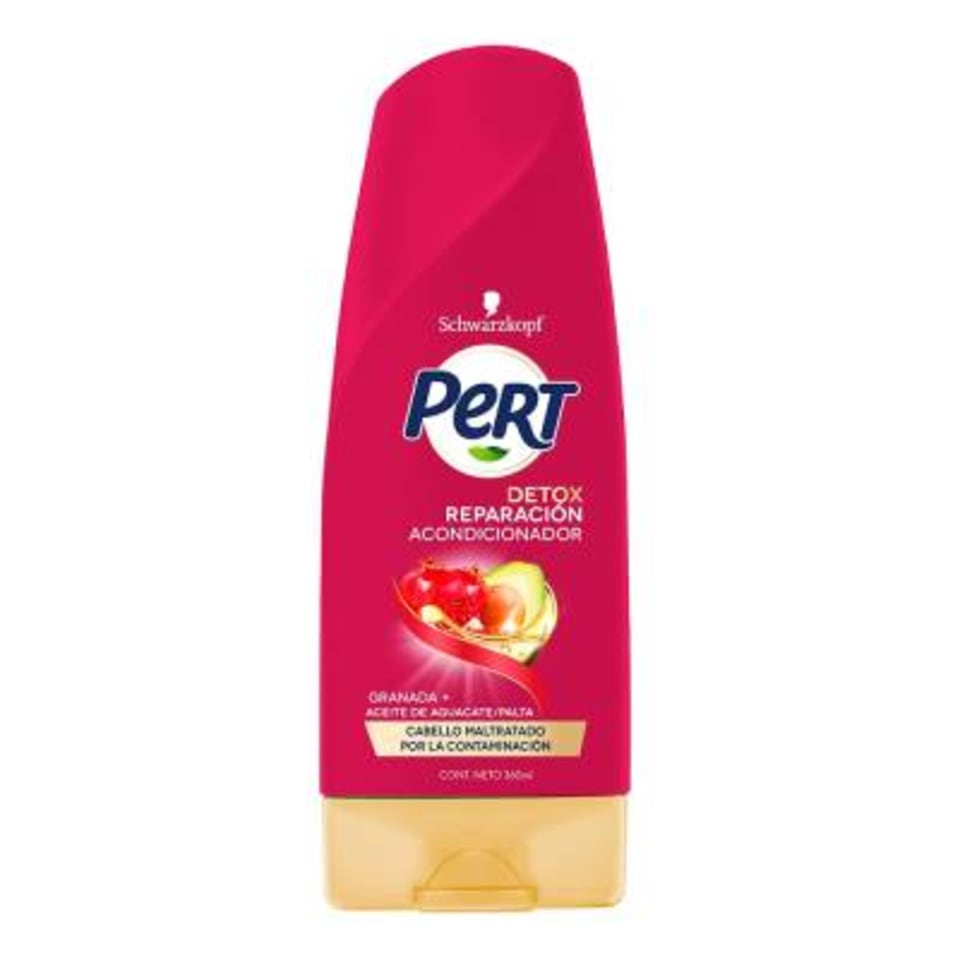 Schwarzkopf
PERT
DETOX
REPARACIÓN
ACONDICIONADOR
GRANADA +
ACEITE DE AGUACATE/PALTA
CABELLO MALTRATADO
POR LA CONTAMINACIÓN
CONT. NETO 360ml